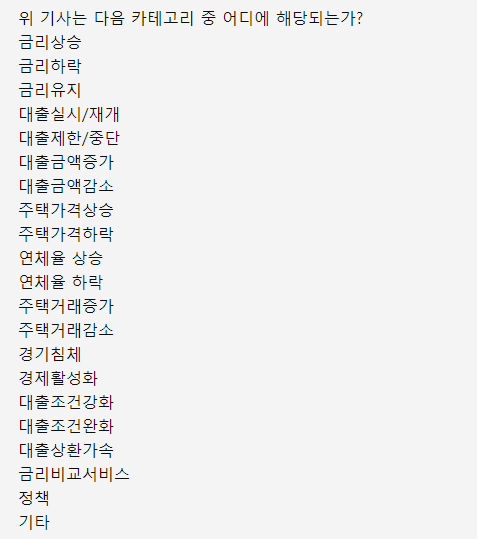 위 기사는 다음 카테고리 중 어디에 해당되는가?
금리상승
금리하락
금리유지
대출실시/재개
대출제한/중단
대출금액증가
대출금액감소
주택가격상승
주택가격하락
연체율 상승
연체율 하락
주택거래증가
주택거래감소
경기침체
경제활성화
대출조건강화
대출조건완화
대출상환가속
금리비교서비스
정책
기타